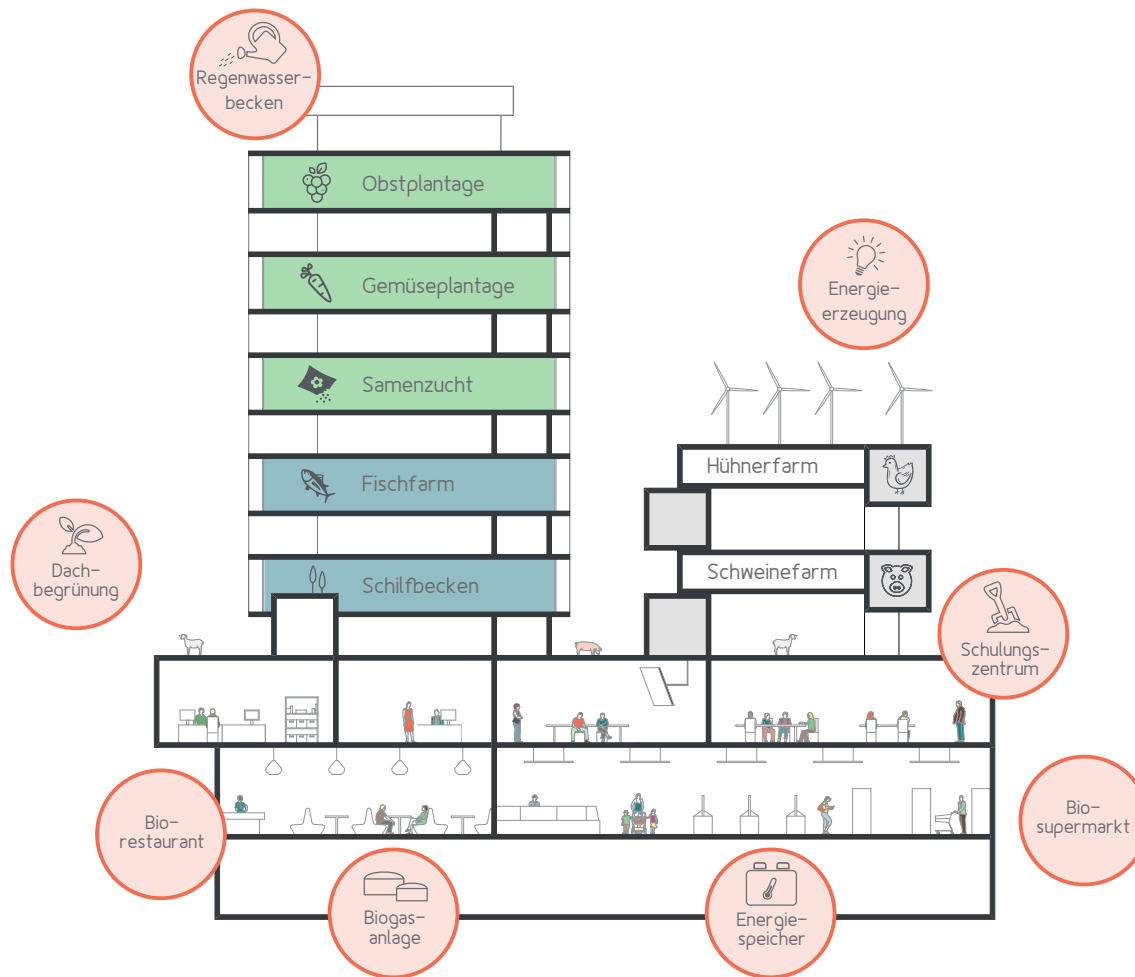 Regenwasser-
becken
Obstplantage
Gemüseplantage
Samenzucht
Fischfarm
Schilfbecken
Energie-
erzeugung
Hühnerfarm
Schweinefarm
Dach-
begrünung
Schulungs-
zentrum
Bio-
restaurant
Bio-
supermarkt
Biogas-
anlage
Energie-
speicher